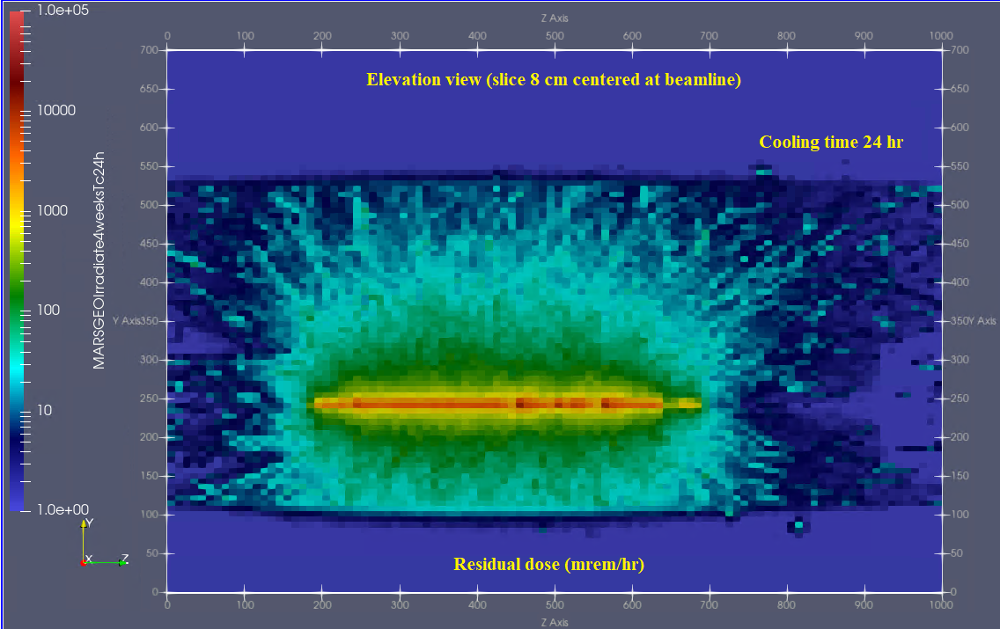 1.0e+05
10000
1000
100
10
1.0e+00
MARSGEOIrradiate4weeksTc24h
Z Axis
0 100 200 300 400 500 600 700 800 900 1000
700 700
650 650
600 600
550 550
500 500
450 450
400 400
Y Axis350 350Y Axis
300 300
250 250
200 200
150 150
100 100
50 50
0 0
Elevation view (slice 8 cm centered at beamline)
Cooling time 24 hr
Residual dose (mrem/hr)
0 100 200 300 400 500 600 700 800 900 1000
Z Axis
Y
X Z